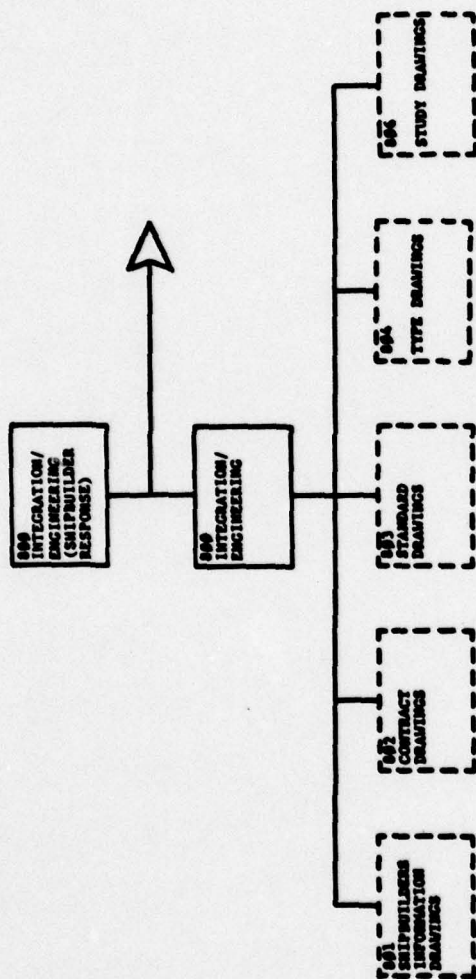 800
INTEGRATION/
ENGINEERING
(SHIPBUILDER
RESPONSE)
800
INTEGRATION/
ENGINEERING
801
SHIPBUILDERS
INFORMATION
DRAWINGS
802
CONTRACT
DRAWINGS
803
STANDARD
DRAWINGS
804
TYPE DRAWINGS
806
STUDY DRAWINGS